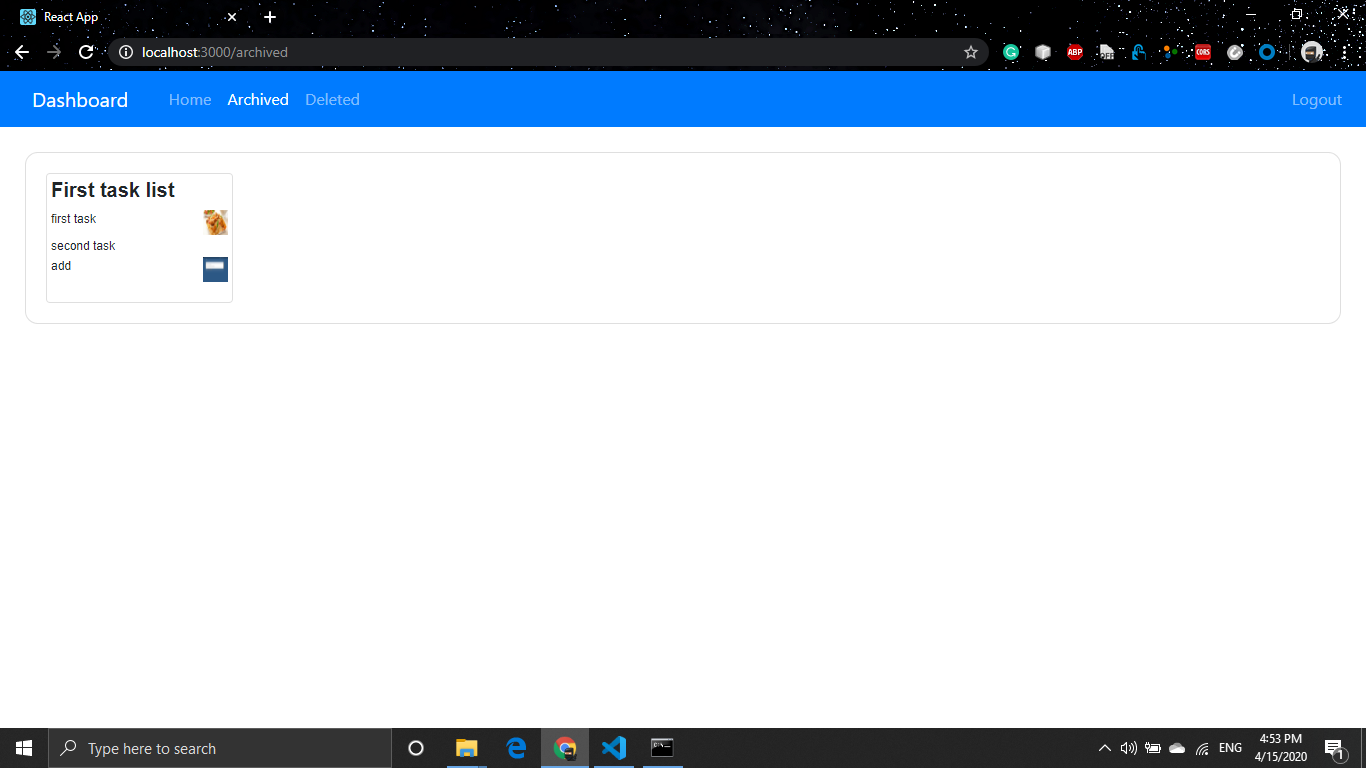 React App
localhost:3000/archived
ABP
OFF
CORS
Dashboard Home Archived Deleted Logout
First task list
first task
second task
add
Type here to search
ENG
4:53 PM
4/15/2020
1